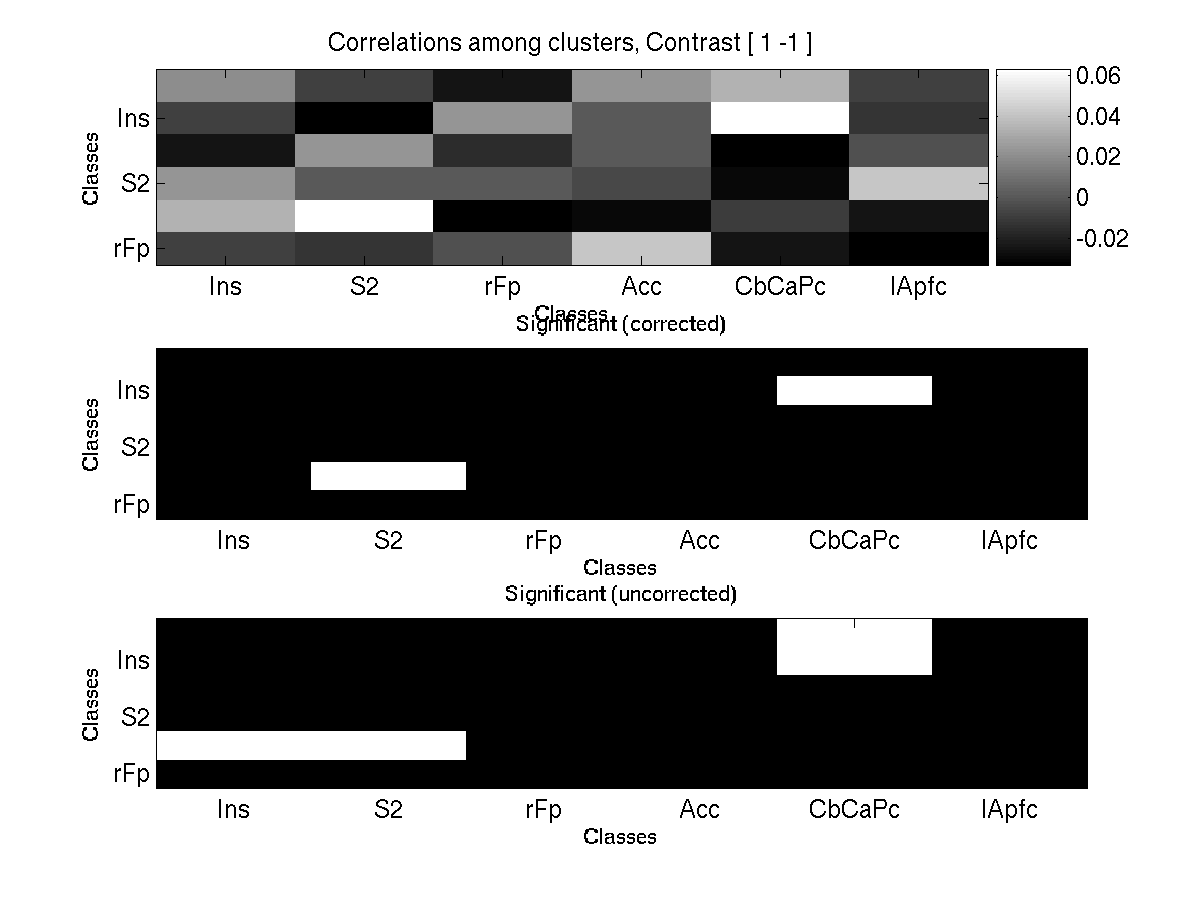 Correlations among clusters, Contrast [ 1 -1 ]
Classes
Ins
S2
rFp
0.06
0.04
0.02
0
-0.02
Ins S2 rFp Acc CbCaPc lApfc
Classes
Significant (corrected)
Classes
Ins
S2
rFp
Ins S2 rFp Acc CbCaPc lApfc
Classes
Significant (uncorrected)
Classes
Ins
S2
rFp
Ins S2 rFp Acc CbCaPc lApfc
Classes